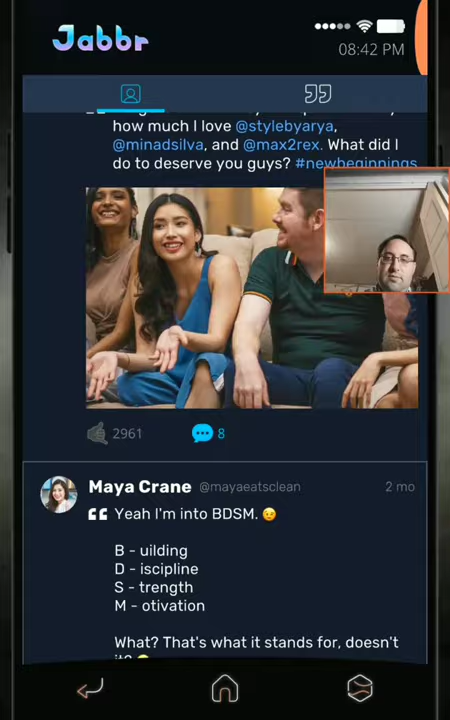 Jabbr
08:42 PM
how much I love @stylebyarya,
@minadsilva, and @max2rex. What did I
do to deserve you guys? #newbeginnings
2961
8
Maya Crane @mayaeatsclean 2 mo
Yeah I'm into BDSM. 😉
B - uilding
D - iscipline
S - trength
M - otivation
What? That's what it stands for, doesn't
it?